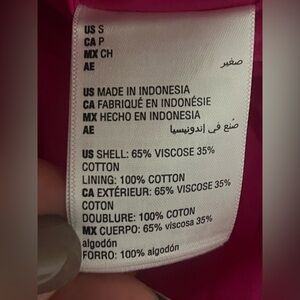 US S
CA P
MX CH
AE صغير
US MADE IN INDONESIA
CA FABRIQUÉ EN INDONÉSIE
MX HECHO EN INDONESIA
AE صُنع في إندونيسيا
US SHELL: 65% VISCOSE 35%
COTTON
LINING: 100% COTTON
CA EXTÉRIEUR: 65% VISCOSE 35%
COTON
DOUBLURE: 100% COTON
MX CUERPO: 65% viscosa 35%
algodón
FORRO: 100% algodón